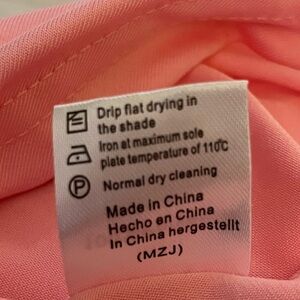 Drip flat drying in
the shade
Iron at maximum sole
plate temperature of 110°C
P Normal dry cleaning
Made in China
Hecho en China
In China hergestellt
(MZJ)